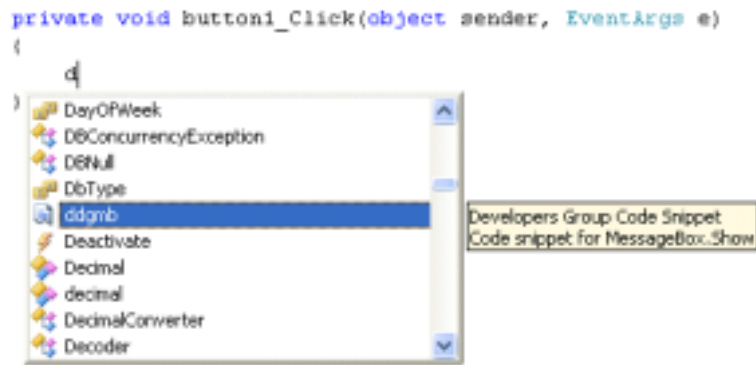 private void button1_Click(object sender, EventArgs e)
{
d
}
DayOfWeek
DBConcurrencyException
DBNull
DbType
ddgmb
Deactivate
Decimal
decimal
DecimalConverter
Decoder
Developers Group Code Snippet
Code snippet for MessageBox.Show